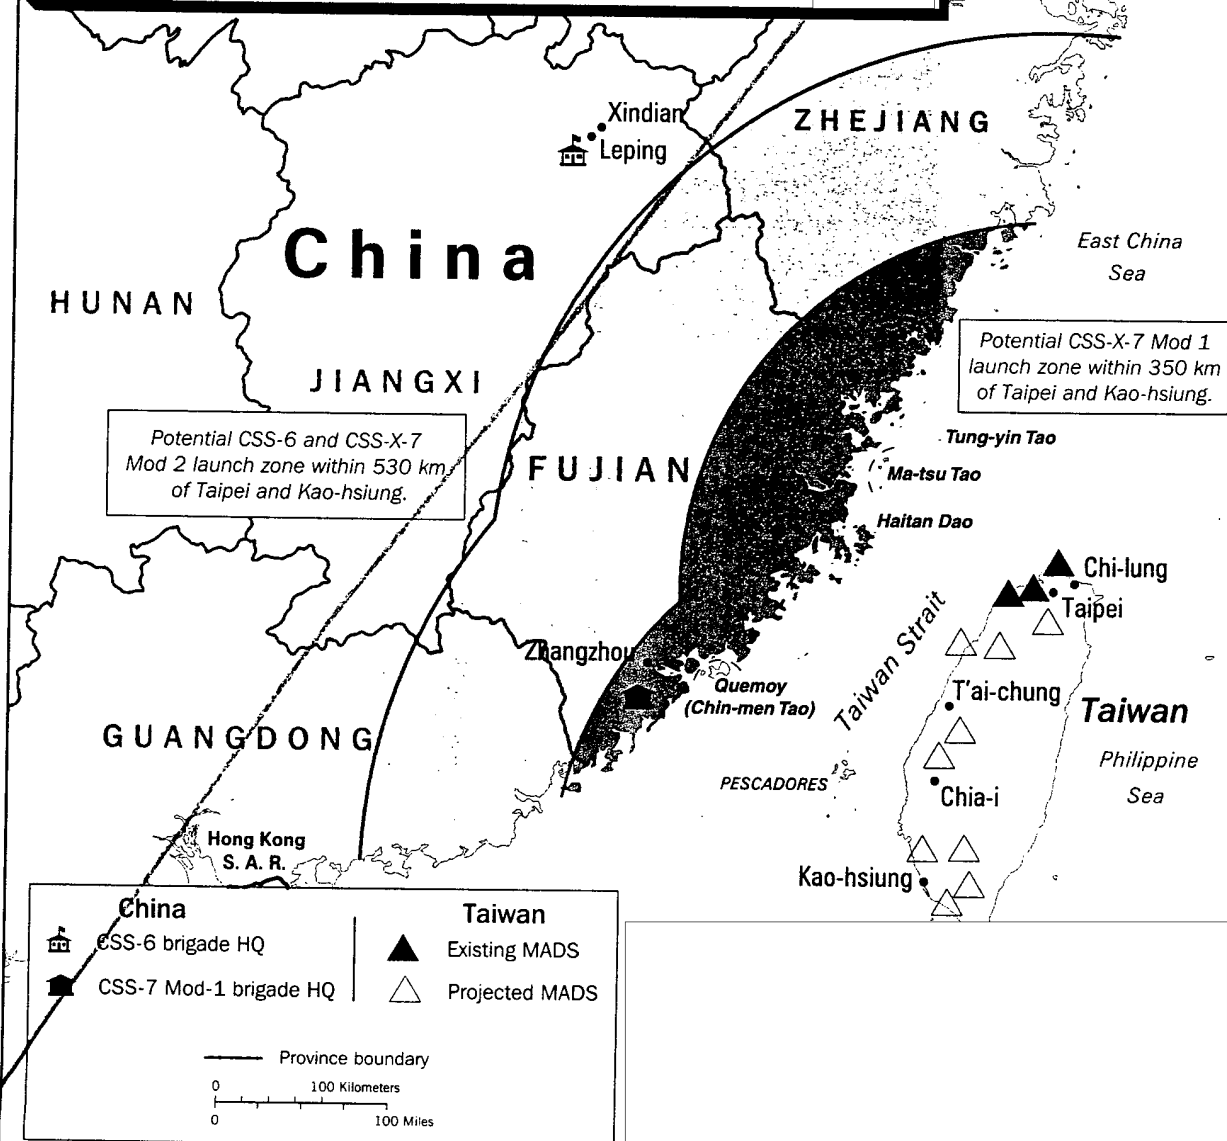 Xindian
Leping
ZHEJIANG
China
HUNAN
East China
Sea
JIANGXI
Potential CSS-X-7 Mod 1
launch zone within 350 km
of Taipei and Kao-hsiung.
Potential CSS-6 and CSS-X-7
Mod 2 launch zone within 530 km
of Taipei and Kao-hsiung.
FUJIAN
Tung-yin Tao
Ma-tsu Tao
Haitan Dao
Chi-lung
Taipei
Taiwan Strait
Zhangzhou
Quemoy
(Chin-men Tao)
T'ai-chung
Taiwan
GUANGDONG
Philippine
Sea
PESCADORES
Chia-i
Hong Kong
S. A. R.
Kao-hsiung
China
CSS-6 brigade HQ
CSS-7 Mod-1 brigade HQ
Taiwan
Existing MADS
Projected MADS
Province boundary
0 100 Kilometers
0 100 Miles